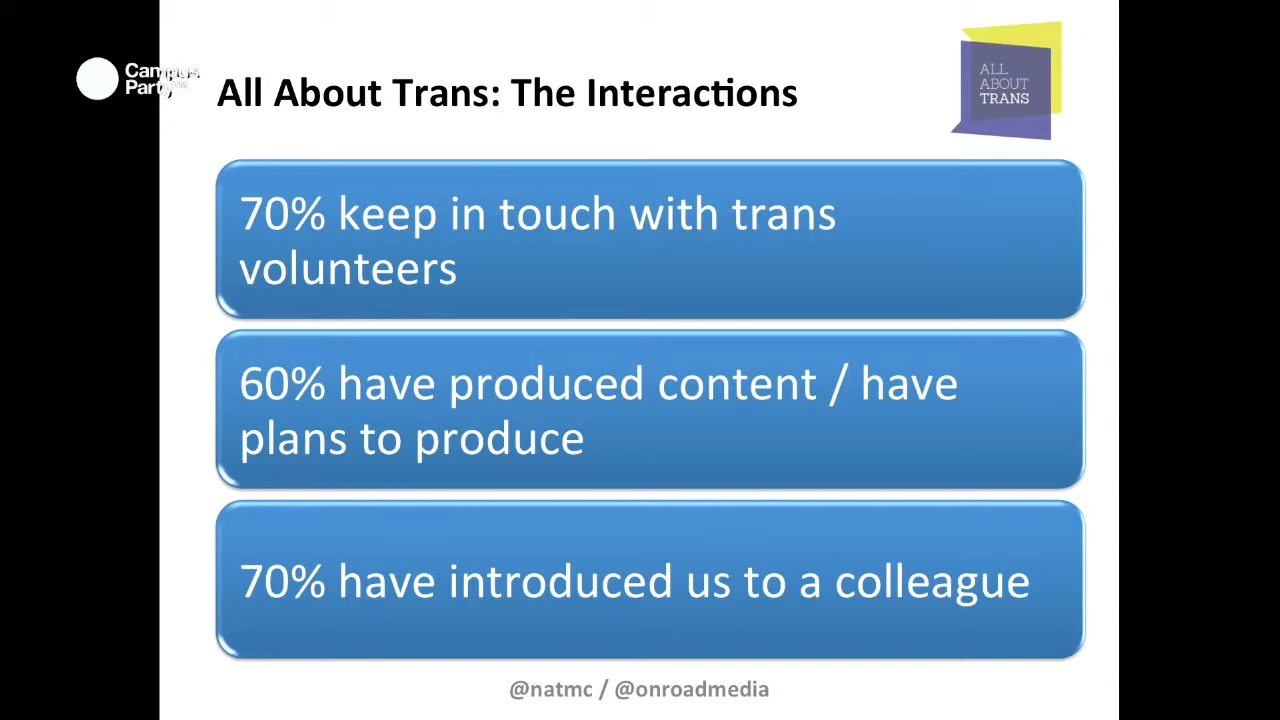 Campus
Party™
All About Trans: The Interactions
ALL
ABOUT
TRANS
70% keep in touch with trans
volunteers
60% have produced content / have
plans to produce
70% have introduced us to a colleague
@natmc / @onroadmedia